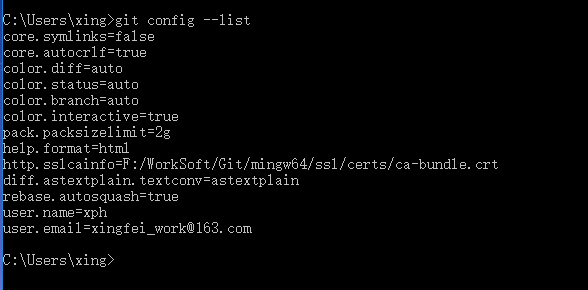 C:\Users\xing>git config --list
core.symlinks=false
core.autocrlf=true
color.diff=auto
color.status=auto
color.branch=auto
color.interactive=true
pack.packsizelimit=2g
help.format=html
http.sslcainfo=F:/WorkSoft/Git/mingw64/ssl/certs/ca-bundle.crt
diff.astextplain.textconv=astextplain
rebase.autosquash=true
user.name=xph
user.email=xingfei_work@163.com
C:\Users\xing>